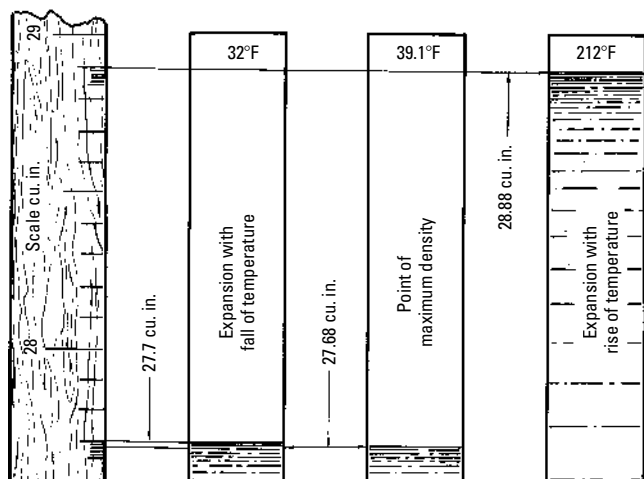 29
Scale cu. in.
28
27.7 cu. in.
32°F
Expansion with
fall of temperature
27.68 cu. in.
39.1°F
Point of
maximum density
28.88 cu. in.
212°F
Expansion with
rise of temperature